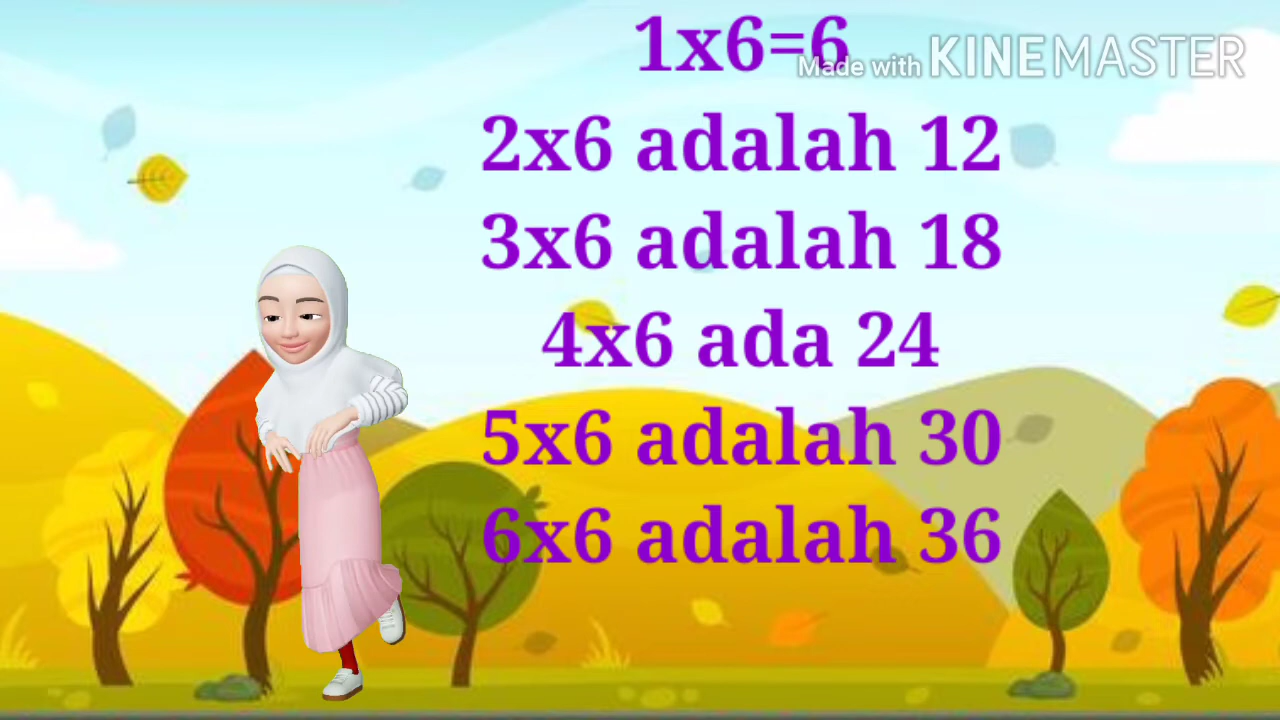 1x6=6
Made with KINEMASTER
2x6 adalah 12
3x6 adalah 18
4x6 ada 24
5x6 adalah 30
6x6 adalah 36